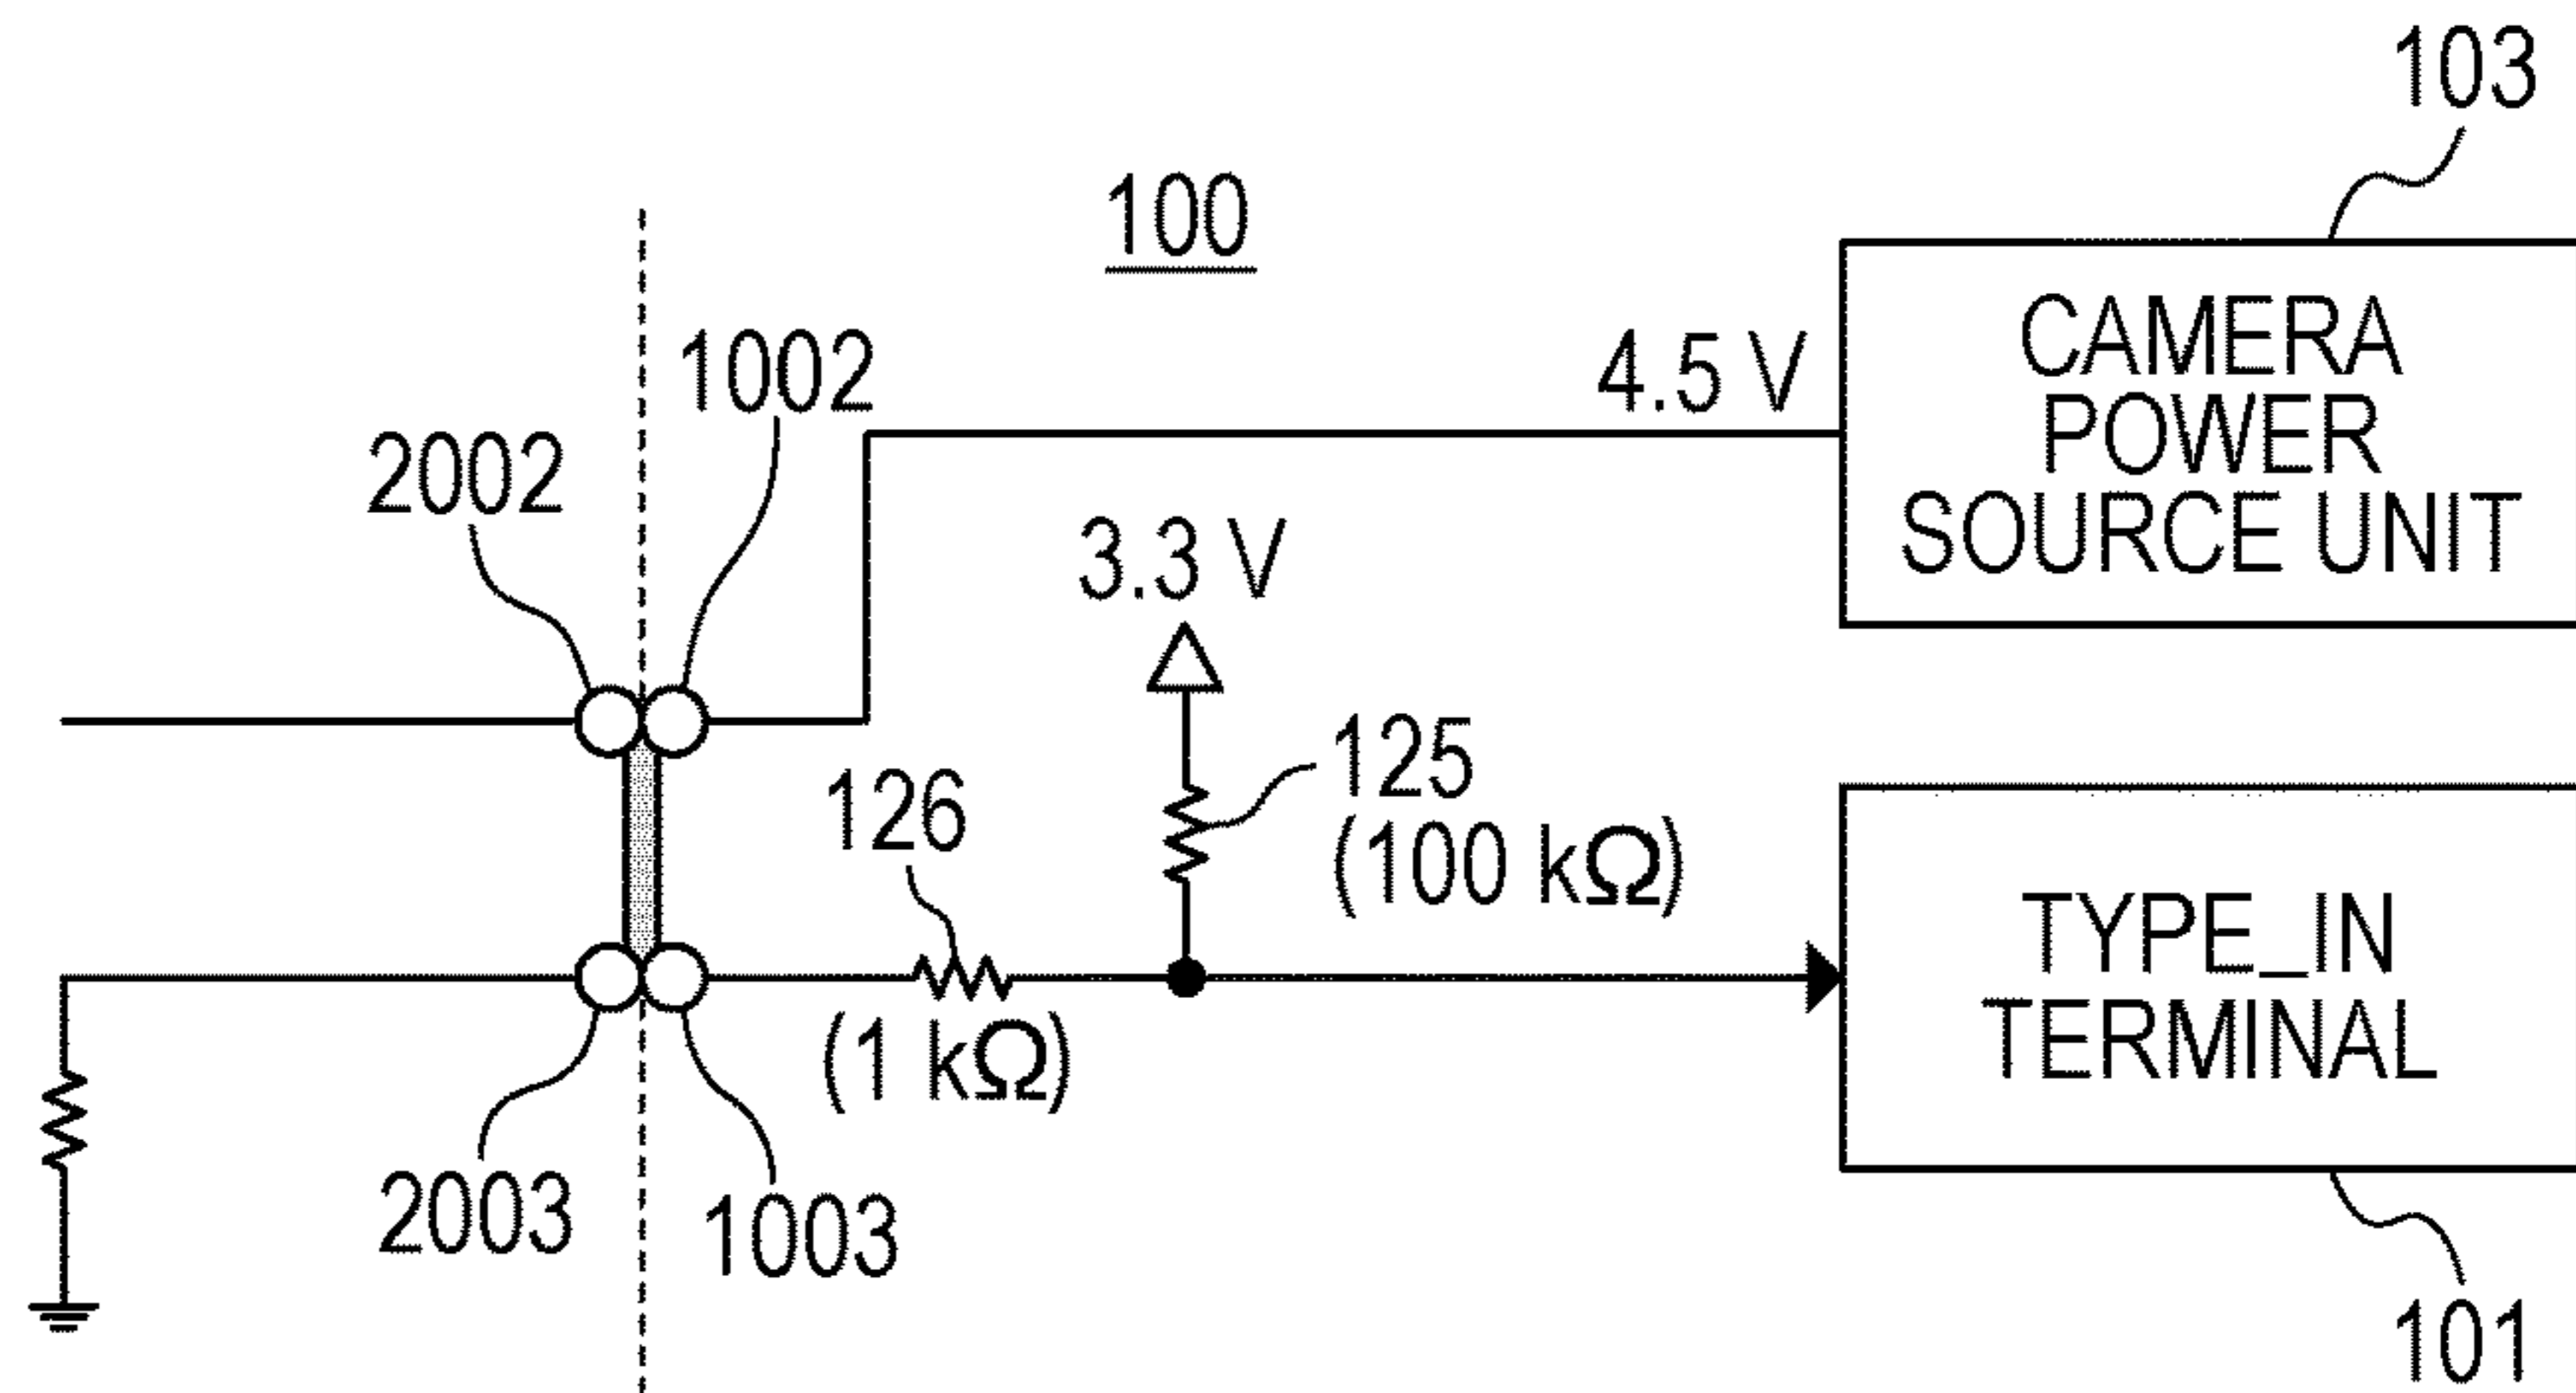 103
100
1002
4.5 V
CAMERA
POWER
SOURCE UNIT
2002
3.3 V
125
(100 kΩ)
126
(1 kΩ)
TYPE_IN
TERMINAL
2003
1003
101